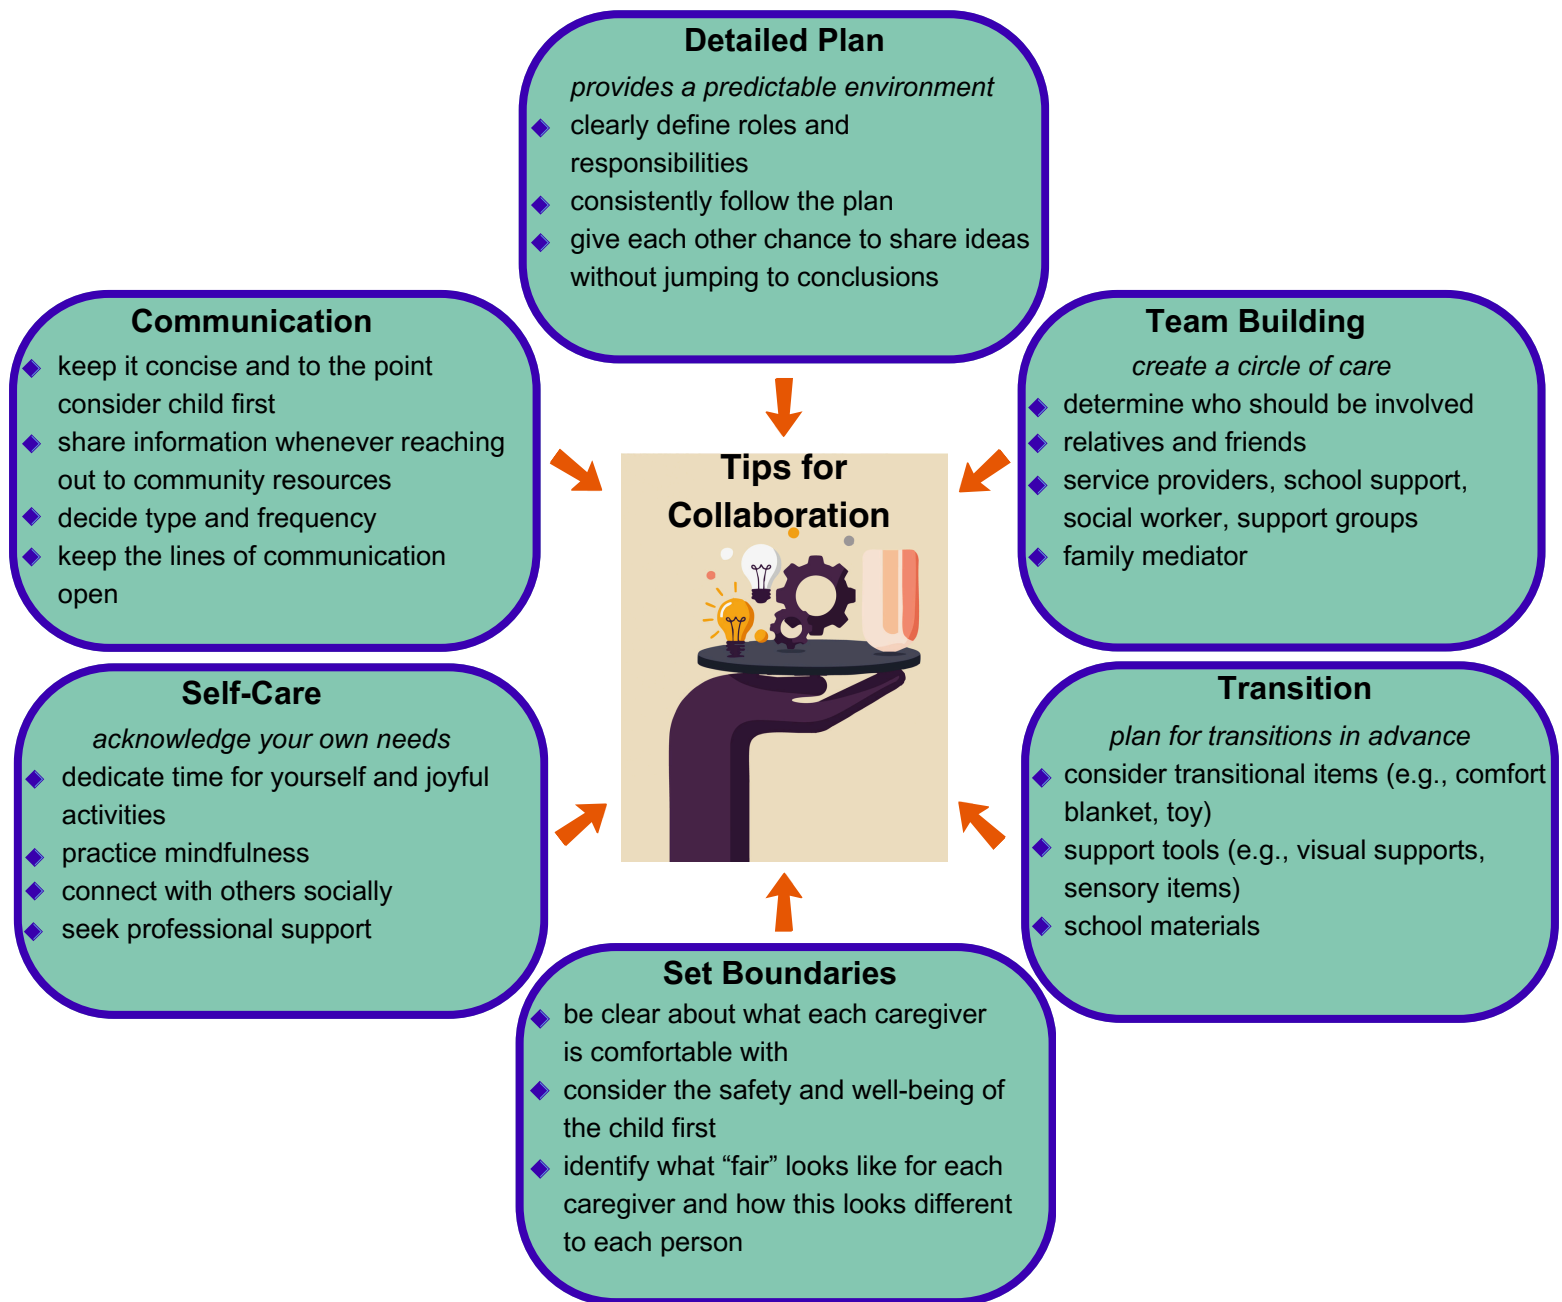 Detailed Plan
provides a predictable environment
clearly define roles and
responsibilities
consistently follow the plan
give each other chance to share ideas
without jumping to conclusions
Communication
keep it concise and to the point
consider child first
share information whenever reaching
out to community resources
decide type and frequency
keep the lines of communication
open
Team Building
create a circle of care
determine who should be involved
relatives and friends
service providers, school support,
social worker, support groups
family mediator
Tips for
Collaboration
Self-Care
acknowledge your own needs
dedicate time for yourself and joyful
activities
practice mindfulness
connect with others socially
seek professional support
Transition
plan for transitions in advance
consider transitional items (e.g., comfort
blanket, toy)
support tools (e.g., visual supports,
sensory items)
school materials
Set Boundaries
be clear about what each caregiver
is comfortable with
consider the safety and well-being of
the child first
identify what “fair” looks like for each
caregiver and how this looks different
to each person